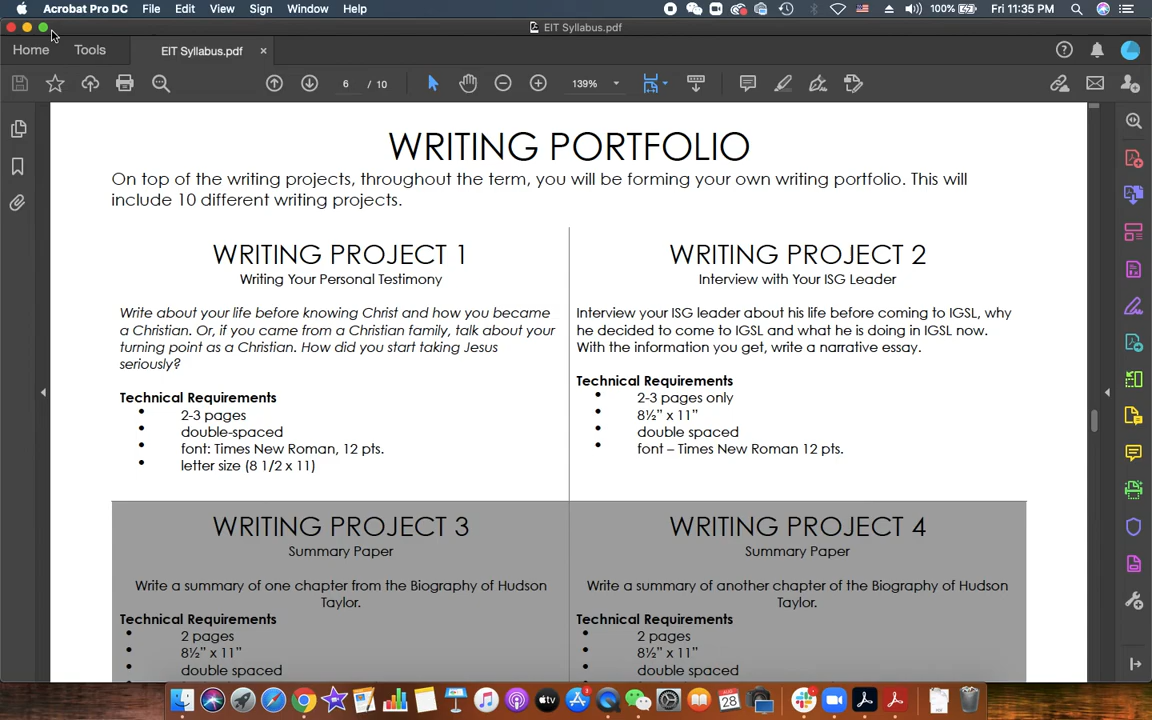 Acrobat Pro DC File Edit View Sign Window Help 100% Fri 11:35 PM
EIT Syllabus.pdf
Home Tools EIT Syllabus.pdf ×
6 / 10 139%
WRITING PORTFOLIO
On top of the writing projects, throughout the term, you will be forming your own writing portfolio. This will
include 10 different writing projects.
WRITING PROJECT 1
Writing Your Personal Testimony
Write about your life before knowing Christ and how you became
a Christian. Or, if you came from a Christian family, talk about your
turning point as a Christian. How did you start taking Jesus
seriously?
Technical Requirements
• 2-3 pages
• double-spaced
• font: Times New Roman, 12 pts.
• letter size (8 1/2 x 11)
WRITING PROJECT 2
Interview with Your ISG Leader
Interview your ISG leader about his life before coming to IGSL, why
he decided to come to IGSL and what he is doing in IGSL now.
With the information you get, write a narrative essay.
Technical Requirements
• 2-3 pages only
• 8½” x 11”
• double spaced
• font – Times New Roman 12 pts.
WRITING PROJECT 3
Summary Paper
Write a summary of one chapter from the Biography of Hudson
Taylor.
Technical Requirements
• 2 pages
• 8½” x 11”
• double spaced
WRITING PROJECT 4
Summary Paper
Write a summary of another chapter of the Biography of Hudson
Taylor.
Technical Requirements
• 2 pages
• 8½” x 11”
• double spaced
tv
28